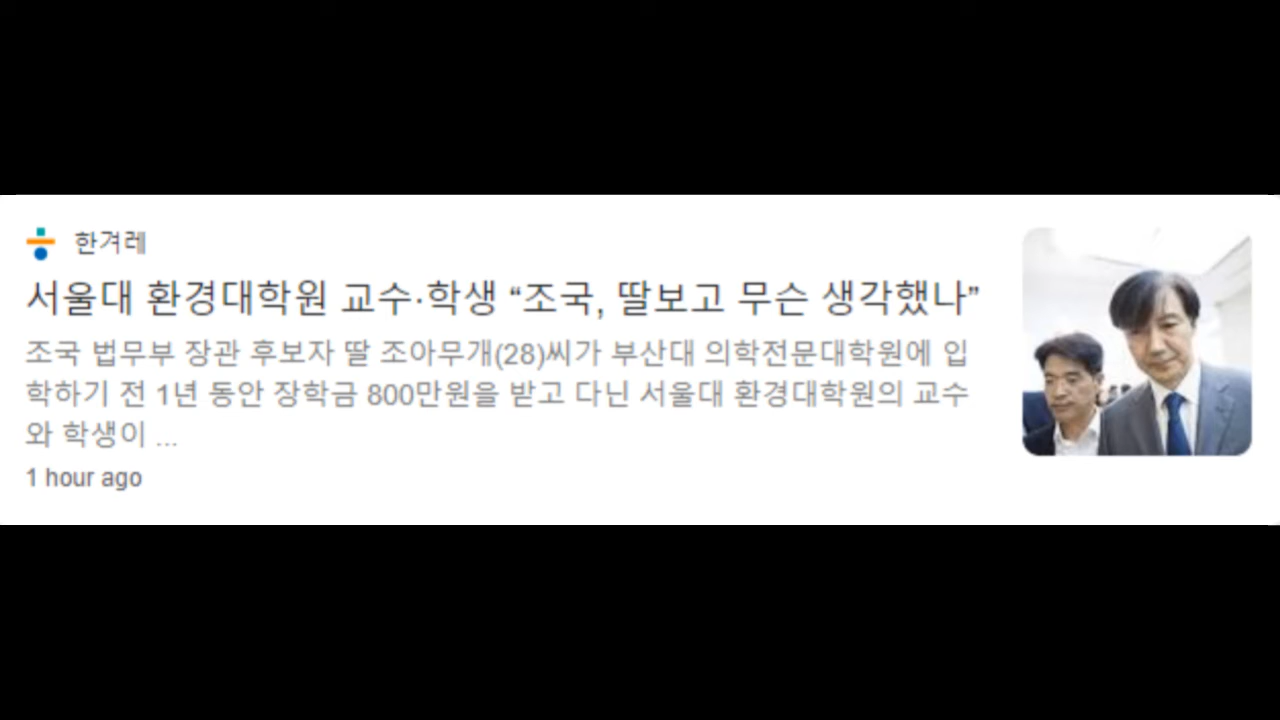 한겨레
서울대 환경대학원 교수·학생 “조국, 딸보고 무슨 생각했나”
조국 법무부 장관 후보자 딸 조아무개(28)씨가 부산대 의학전문대학원에 입
학하기 전 1년 동안 장학금 800만원을 받고 다닌 서울대 환경대학원의 교수
와 학생이 ...
1 hour ago